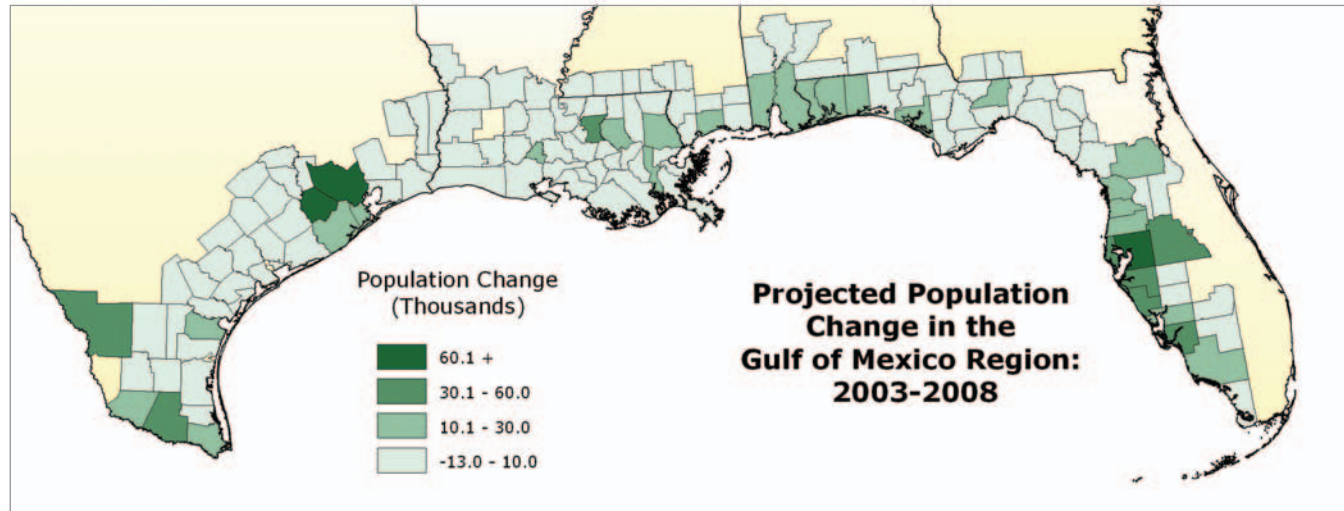 Population Change
(Thousands)
60.1 +
30.1 - 60.0
10.1 - 30.0
-13.0 - 10.0
Projected Population
Change in the
Gulf of Mexico Region:
2003-2008